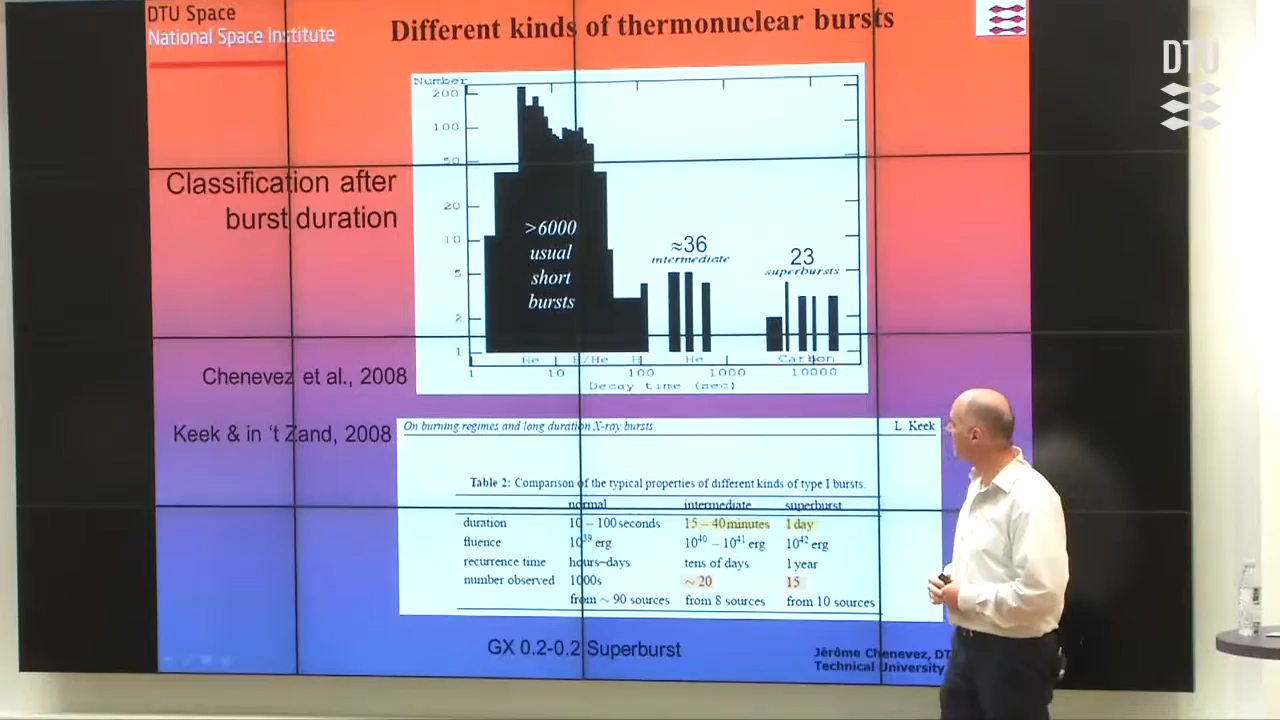 DTU Space
National Space Institute
Different kinds of thermonuclear bursts
DTU
Classification after
burst duration
Number
200
100
50
20
10
5
2
1
>6000
usual
short
bursts
≈36
intermediate
23
superbursts
He H/He H He Carbon
1 10 100 1000 10000
Decay time (sec)
Chenevez et al., 2008
Keek & in 't Zand, 2008
On burning regimes and long duration X-ray bursts L. Keek
Table 2: Comparison of the typical properties of different kinds of type I bursts.
normal intermediate superburst
duration 10 – 100 seconds 15 – 40 minutes 1 day
fluence 10³⁹ erg 10⁴⁰ – 10⁴¹ erg 10⁴² erg
recurrence time hours–days tens of days 1 year
number observed 1000s ~ 20 15
from ~ 90 sources from 8 sources from 10 sources
GX 0.2-0.2 Superburst
Jérôme Chenevez, DT
Technical University